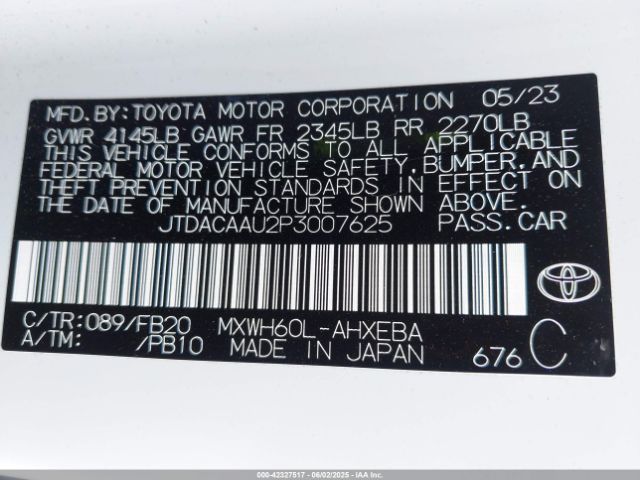 MFD.BY:TOYOTA MOTOR CORPORATION 05/23
GVWR 4145LB GAWR FR 2345LB RR 2270LB
THIS VEHICLE CONFORMS TO ALL APPLICABLE
FEDERAL MOTOR VEHICLE SAFETY,BUMPER,AND
THEFT PREVENTION STANDARDS IN EFFECT ON
THE DATE OF MANUFACTURE SHOWN ABOVE.
JTDACAAU2P3007625 PASS.CAR
C/TR:089/FB20 MXWH60L-AHXEBA
A/TM: /PB10 MADE IN JAPAN 676 C
000-42327517 - 06/02/2025 - IAAI.COM